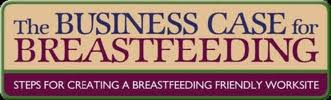 The BUSINESS CASE for
BREASTFEEDING
STEPS FOR CREATING A BREASTFEEDING FRIENDLY WORKSITE